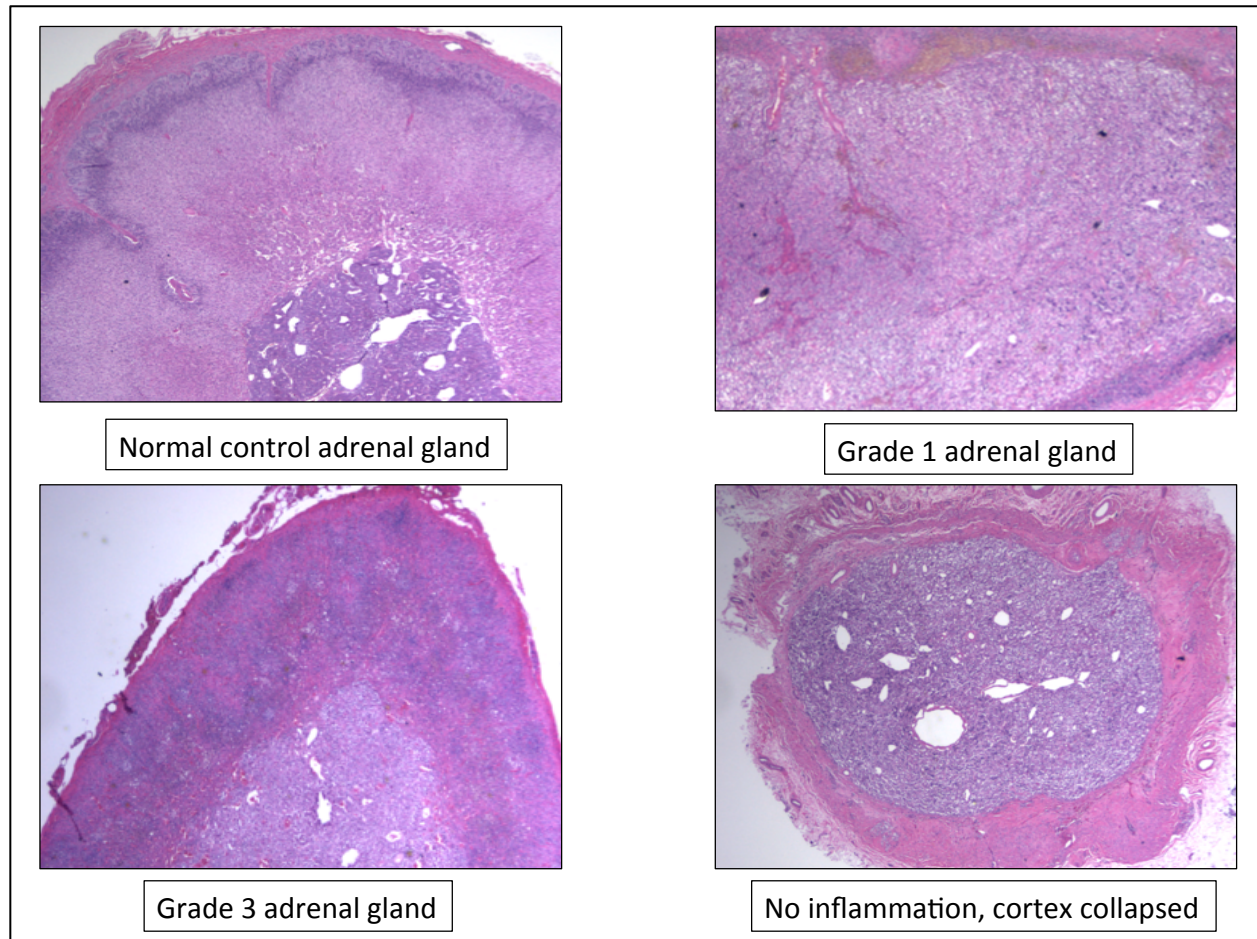 Normal control adrenal gland
Grade 1 adrenal gland
Grade 3 adrenal gland
No inflammation, cortex collapsed